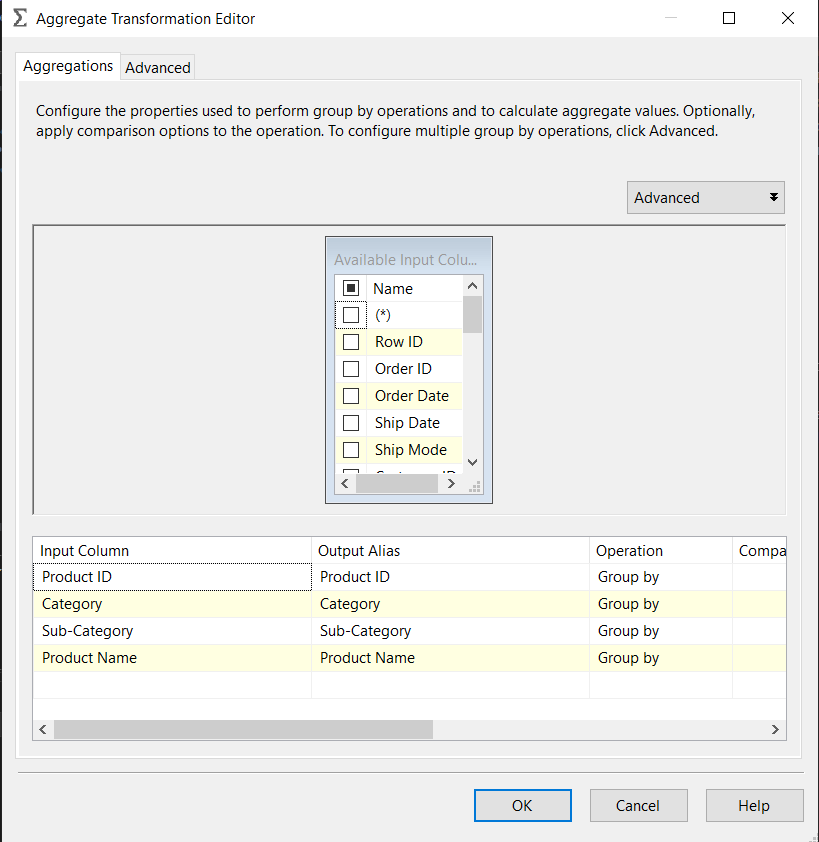 Aggregate Transformation Editor
Aggregations Advanced
Configure the properties used to perform group by operations and to calculate aggregate values. Optionally,
apply comparison options to the operation. To configure multiple group by operations, click Advanced.
Advanced
Available Input Colu...
Name
(*)
Row ID
Order ID
Order Date
Ship Date
Ship Mode
Input Column Output Alias Operation Compa
Product ID Product ID Group by
Category Category Group by
Sub-Category Sub-Category Group by
Product Name Product Name Group by
OK Cancel Help